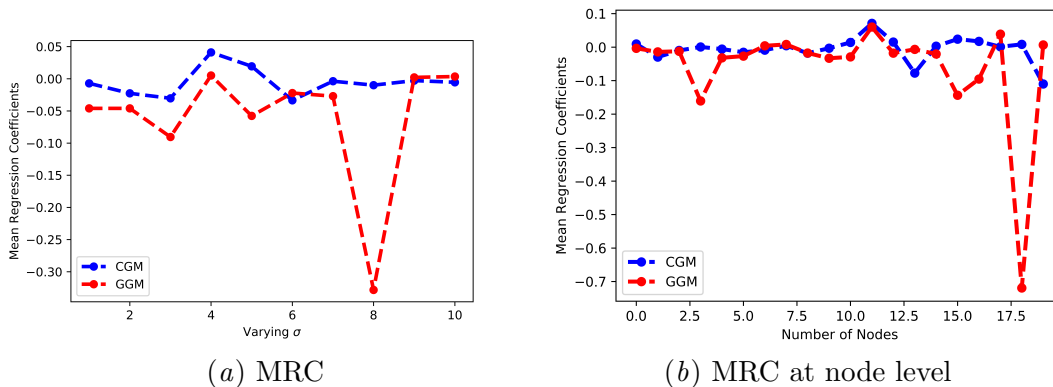 0.05
0.00
−0.05
−0.10
−0.15
−0.20
−0.25
−0.30
Mean Regression Coefficients
CGM
GGM
2 4 6 8 10
Varying σ
(a) MRC
0.1
0.0
−0.1
−0.2
−0.3
−0.4
−0.5
−0.6
−0.7
Mean Regression Coefficients
CGM
GGM
0.0 2.5 5.0 7.5 10.0 12.5 15.0 17.5
Number of Nodes
(b) MRC at node level